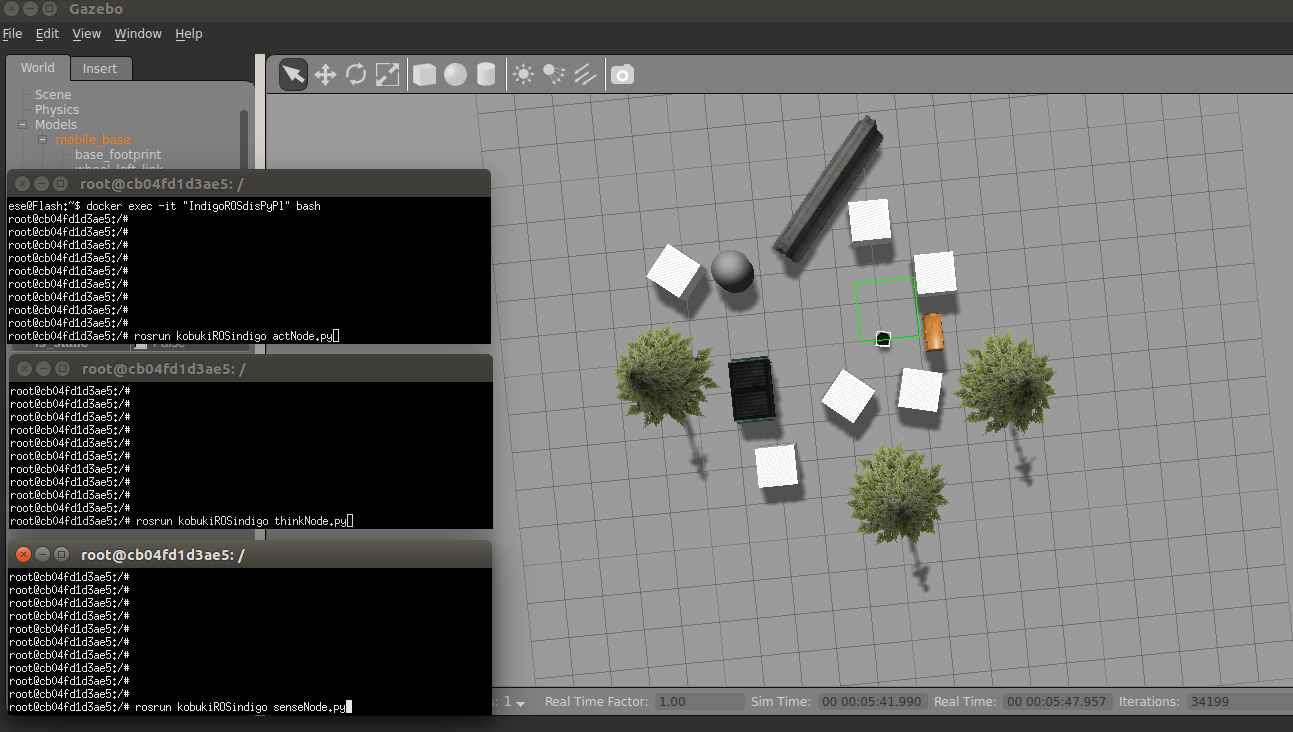 Gazebo
File Edit View Window Help
World Insert
Scene
Physics
Models
mobile_base
base_footprint
wheel_left_link
root@cb04fd1d3ae5: /
ese@Flash:~$ docker exec -it "IndigoROSdisPyPl" bash
root@cb04fd1d3ae5:/#
root@cb04fd1d3ae5:/#
root@cb04fd1d3ae5:/#
root@cb04fd1d3ae5:/#
root@cb04fd1d3ae5:/#
root@cb04fd1d3ae5:/#
root@cb04fd1d3ae5:/#
root@cb04fd1d3ae5:/#
root@cb04fd1d3ae5:/#
root@cb04fd1d3ae5:/# rosrun kobukiROSindigo actNode.py
is_static False
root@cb04fd1d3ae5: /
root@cb04fd1d3ae5:/#
root@cb04fd1d3ae5:/#
root@cb04fd1d3ae5:/#
root@cb04fd1d3ae5:/#
root@cb04fd1d3ae5:/#
root@cb04fd1d3ae5:/#
root@cb04fd1d3ae5:/#
root@cb04fd1d3ae5:/#
root@cb04fd1d3ae5:/#
root@cb04fd1d3ae5:/#
root@cb04fd1d3ae5:/# rosrun kobukiROSindigo thinkNode.py
root@cb04fd1d3ae5: /
root@cb04fd1d3ae5:/#
root@cb04fd1d3ae5:/#
root@cb04fd1d3ae5:/#
root@cb04fd1d3ae5:/#
root@cb04fd1d3ae5:/#
root@cb04fd1d3ae5:/#
root@cb04fd1d3ae5:/#
root@cb04fd1d3ae5:/#
root@cb04fd1d3ae5:/#
root@cb04fd1d3ae5:/#
root@cb04fd1d3ae5:/# rosrun kobukiROSindigo senseNode.py
s: 1 Real Time Factor: 1.00 Sim Time: 00 00:05:41.990 Real Time: 00 00:05:47.957 Iterations: 34199